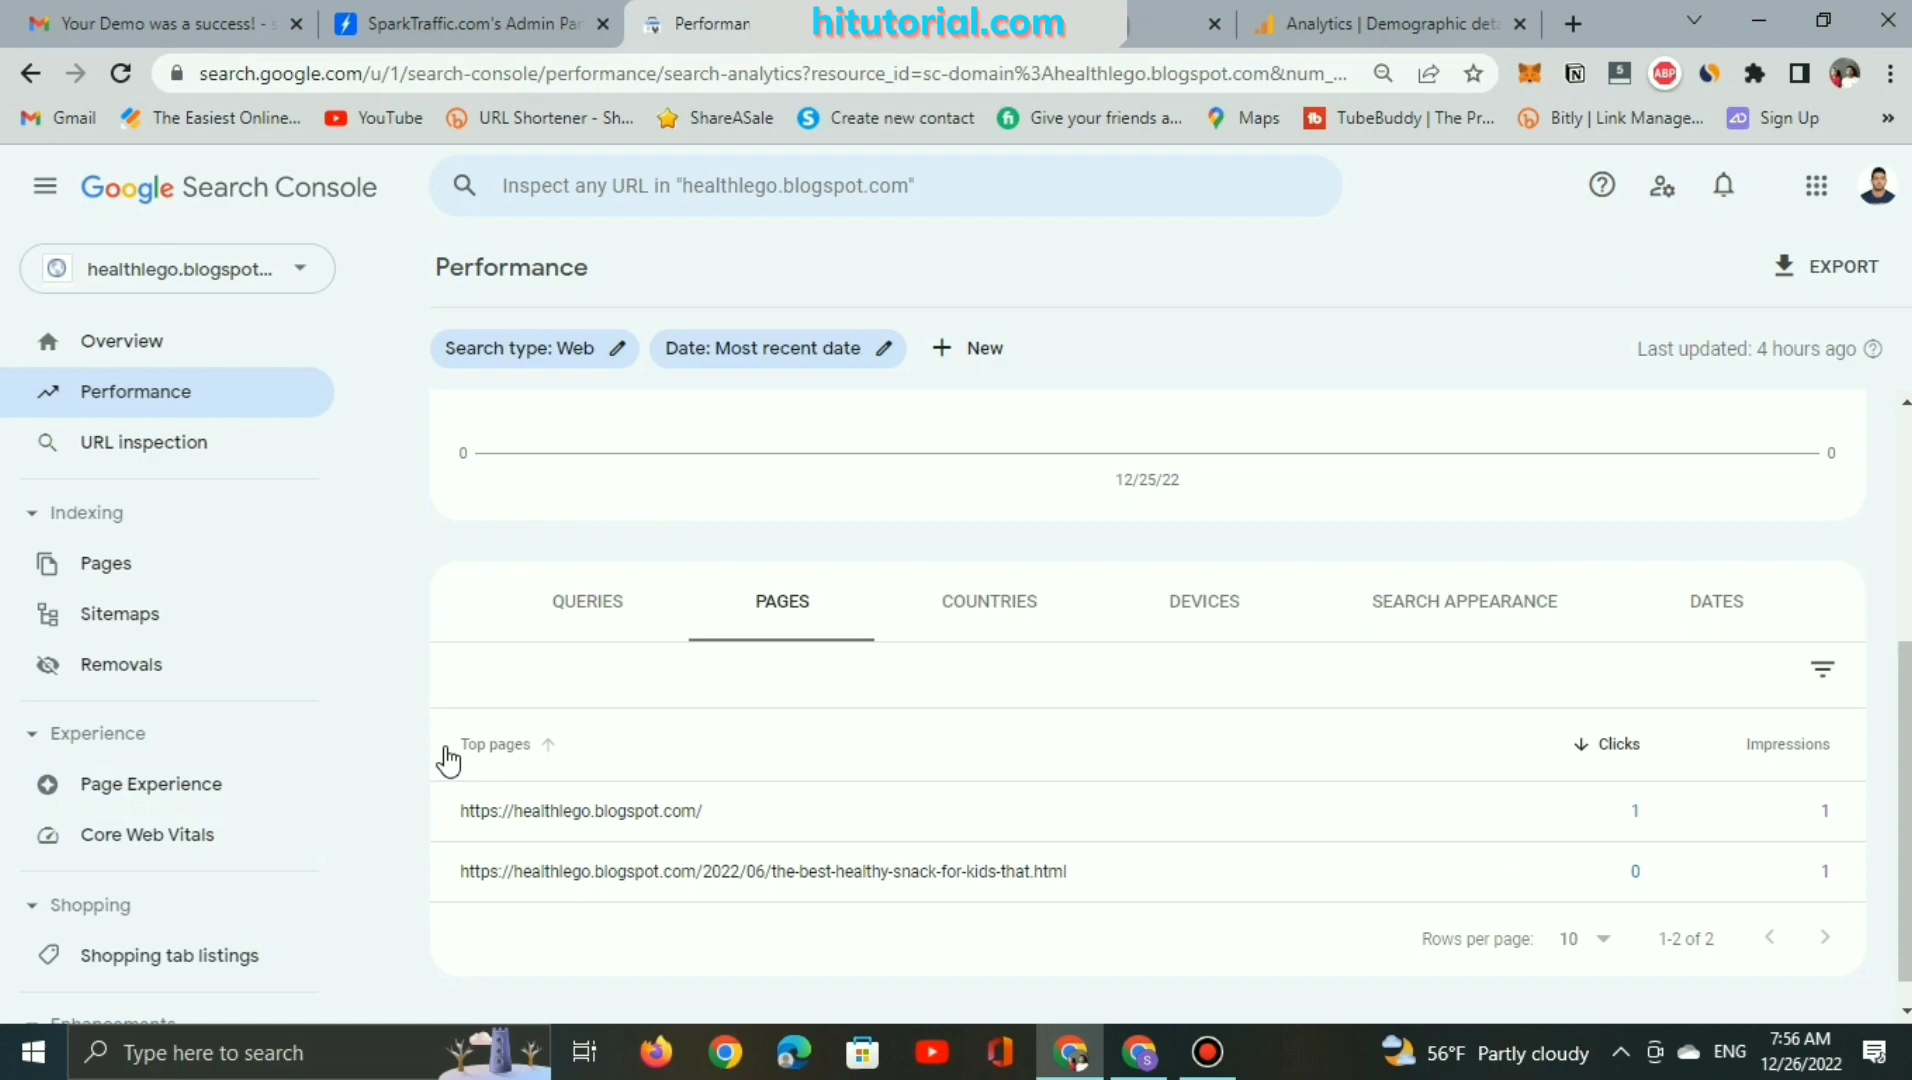 Your Demo was a success! - s
SparkTraffic.com's Admin Par
Performan
hitutorial.com
Analytics | Demographic deta
search.google.com/u/1/search-console/performance/search-analytics?resource_id=sc-domain%3Ahealthlego.blogspot.com&num_...
5
ABP
Gmail
The Easiest Online...
YouTube
URL Shortener - Sh...
ShareASale
Create new contact
Give your friends a...
Maps
TubeBuddy | The Pr...
Bitly | Link Manage...
Sign Up
»
Google Search Console
Inspect any URL in "healthlego.blogspot.com"
healthlego.blogspot...
Performance
EXPORT
Overview
Search type: Web
Date: Most recent date
New
Last updated: 4 hours ago
Performance
URL inspection
0
0
12/25/22
Indexing
Pages
Sitemaps
Removals
QUERIES
PAGES
COUNTRIES
DEVICES
SEARCH APPEARANCE
DATES
Experience
Page Experience
Core Web Vitals
Top pages
Clicks
Impressions
https://healthlego.blogspot.com/
1
1
https://healthlego.blogspot.com/2022/06/the-best-healthy-snack-for-kids-that.html
0
1
Shopping
Shopping tab listings
Rows per page:
10
1-2 of 2
Enhancements
Type here to search
S
56°F Partly cloudy
ENG
7:56 AM
12/26/2022